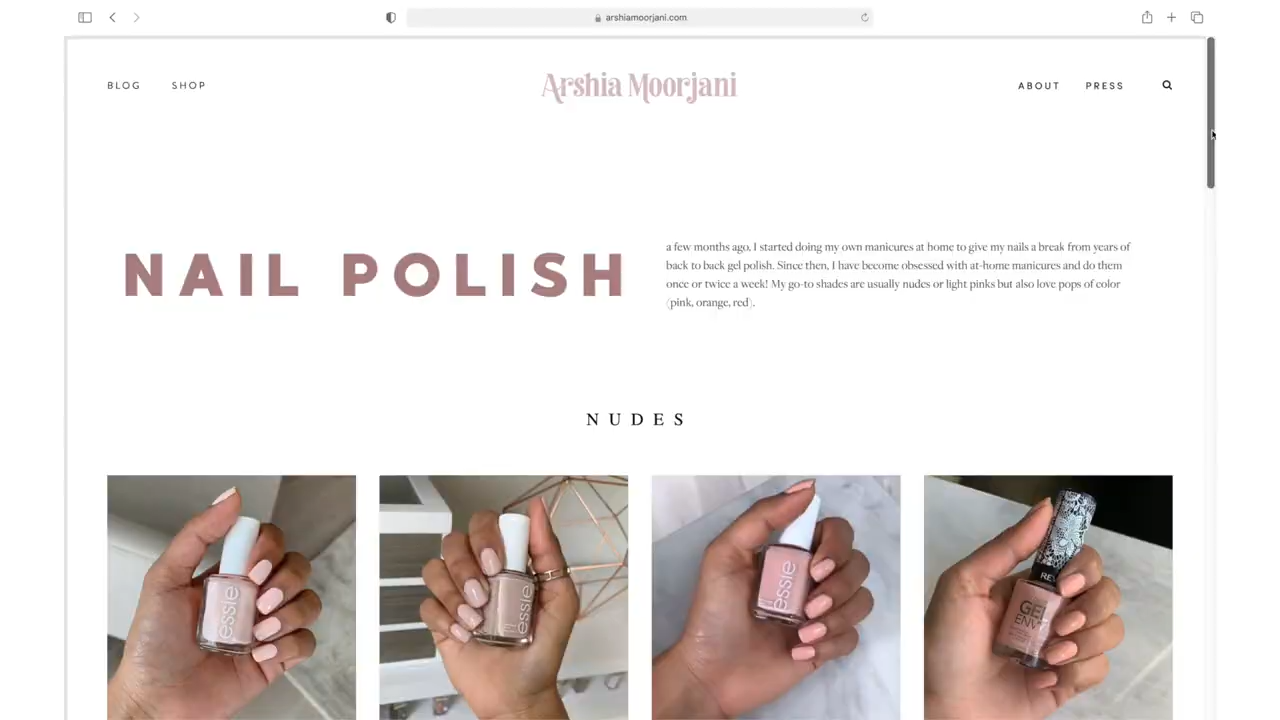 arshiamoorjani.com
BLOG SHOP Arshia Moorjani ABOUT PRESS
NAIL POLISH
a few months ago, I started doing my own manicures at home to give my nails a break from years of
back to back gel polish. Since then, I have become obsessed with at-home manicures and do them
once or twice a week! My go-to shades are usually nudes or light pinks but also love pops of color
(pink, orange, red).
NUDES
essie
essie
essie
REV
GEL
ENVY